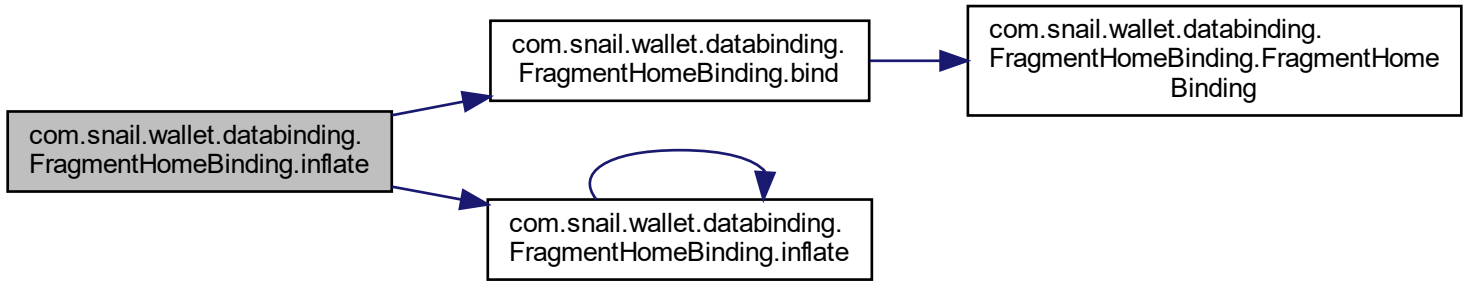 com.snail.wallet.databinding.
FragmentHomeBinding.inflate
com.snail.wallet.databinding.
FragmentHomeBinding.bind
com.snail.wallet.databinding.
FragmentHomeBinding.FragmentHome
Binding
com.snail.wallet.databinding.
FragmentHomeBinding.inflate